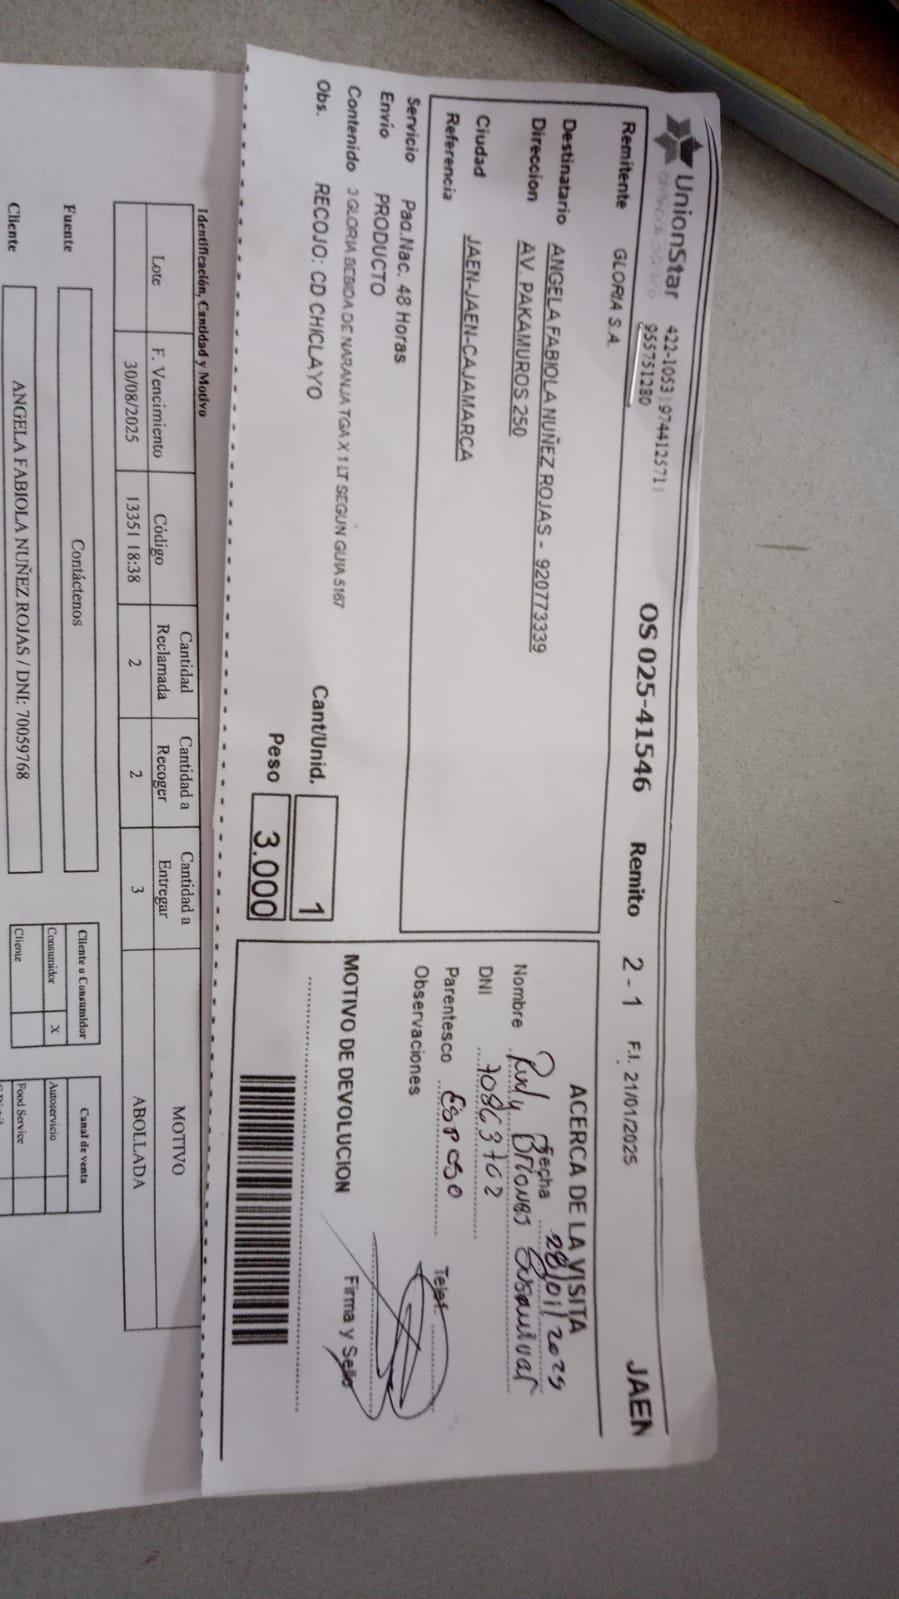 UnionStar 422-1053 | 974412571 |
955751280
OS 025-41546 Remito 2 - 1 F.I. 21/01/2025 JAEN
Remitente GLORIA S.A.
Destinatario ANGELA FABIOLA NUÑEZ ROJAS - 920773339
Direccion AV. PAKAMUROS 250
Ciudad JAEN-JAEN-CAJAMARCA
Referencia
Servicio Paq.Nac. 48 Horas
Envio PRODUCTO
Contenido 3 GLORIA BEBIDA DE NARANJA TGA X 1 LT SEGUN GUIA 5167
Obs. RECOJO: CD CHICLAYO
Cant/Unid. 1
Peso 3.000
ACERCA DE LA VISITA
Fecha 28/01/2025
Nombre Briones
DNI 70863702
Parentesco Esposo Telef.
Observaciones
MOTIVO DE DEVOLUCION Firma y Sello
Identificación, Cantidad y Motivo
Lote F. Vencimiento Código Cantidad Reclamada Cantidad a Recoger Cantidad a Entregar MOTIVO
30/08/2025 13351 18:38 2 2 3 ABOLLADA
Fuente Contáctenos
Cliente ANGELA FABIOLA NUÑEZ ROJAS / DNI: 70059768
Cliente o Consumidor
Consumidor X
Cliente
Canal de venta
Autoservicio
Food Service